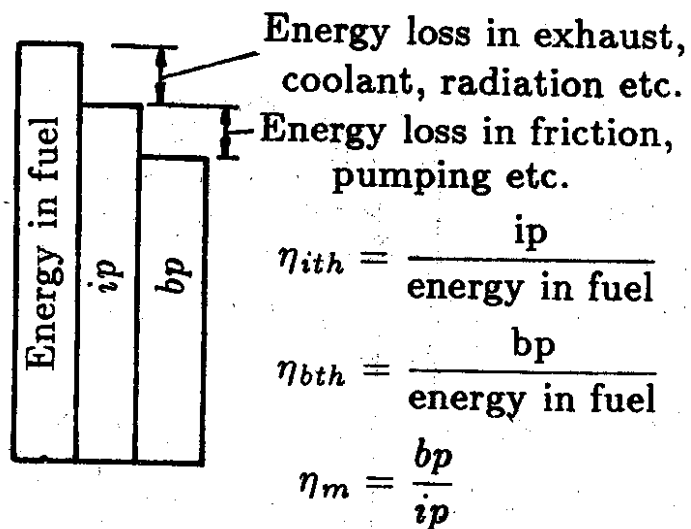 Energy loss in exhaust,
coolant, radiation etc.
Energy loss in friction,
pumping etc.
Energy in fuel
ip
bp
η_ith = ip / energy in fuel
η_bth = bp / energy in fuel
η_m = bp / ip